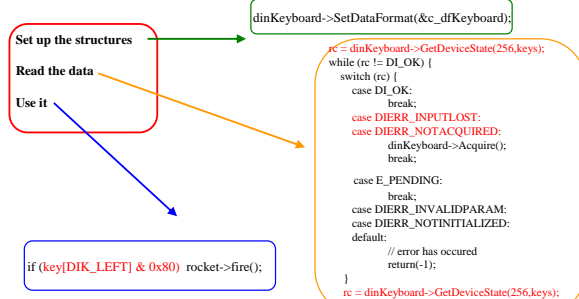 Set up the structures
Read the data
Use it
dinKeyboard->SetDataFormat(&c_dfKeyboard);
rc = dinKeyboard->GetDeviceState(256,keys);
while (rc != DI_OK) {
switch (rc) {
case DI_OK:
break;
case DIERR_INPUTLOST:
case DIERR_NOTACQUIRED:
dinKeyboard->Acquire();
break;
case E_PENDING:
break;
case DIERR_INVALIDPARAM:
case DIERR_NOTINITIALIZED:
default:
// error has occured
return(-1);
}
rc = dinKeyboard->GetDeviceState(256,keys);
if (key[DIK_LEFT] & 0x80) rocket->fire();